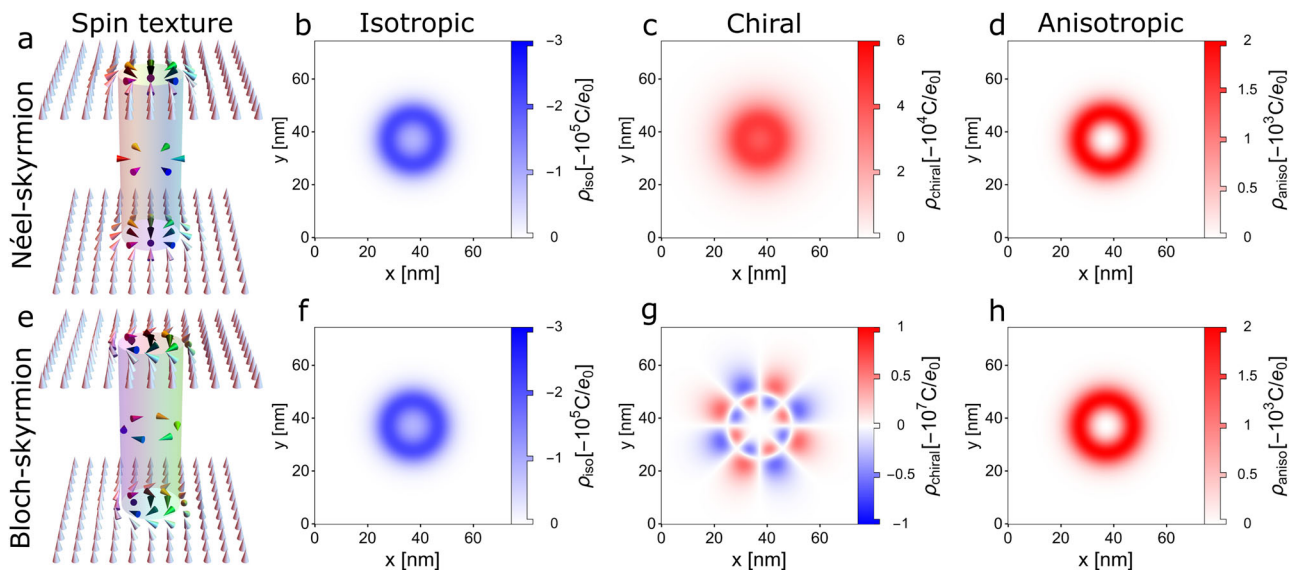 Spin texture
Isotropic
Chiral
Anisotropic
Néel-skyrmion
a
b
80
60
40
20
0
y [nm]
0 20 40 60
x [nm]
−3
−2
−1
0
ρiso[−10⁵C/e₀]
c
60
40
20
0
y [nm]
0 20 40 60
x [nm]
6
4
2
0
ρchiral[−10⁴C/e₀]
d
60
40
20
0
y [nm]
0 20 40 60
x [nm]
2
1.5
1
0.5
0
ρaniso[−10³C/e₀]
Bloch-skyrmion
e
f
60
40
20
0
y [nm]
0 20 40 60
x [nm]
−3
−2
−1
0
ρiso[−10⁵C/e₀]
g
60
40
20
0
y [nm]
0 20 40 60
x [nm]
1
0.5
0
−0.5
−1
ρchiral[−10⁷C/e₀]
h
60
40
20
0
y [nm]
0 20 40 60
x [nm]
2
1.5
1
0.5
0
ρaniso[−10³C/e₀]